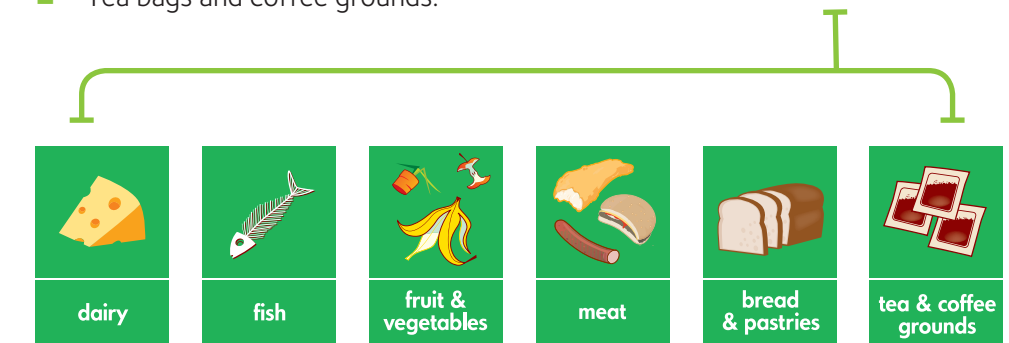 Tea bags and coffee grounds.
dairy
fish
fruit &
vegetables
meat
bread
& pastries
tea & coffee
grounds